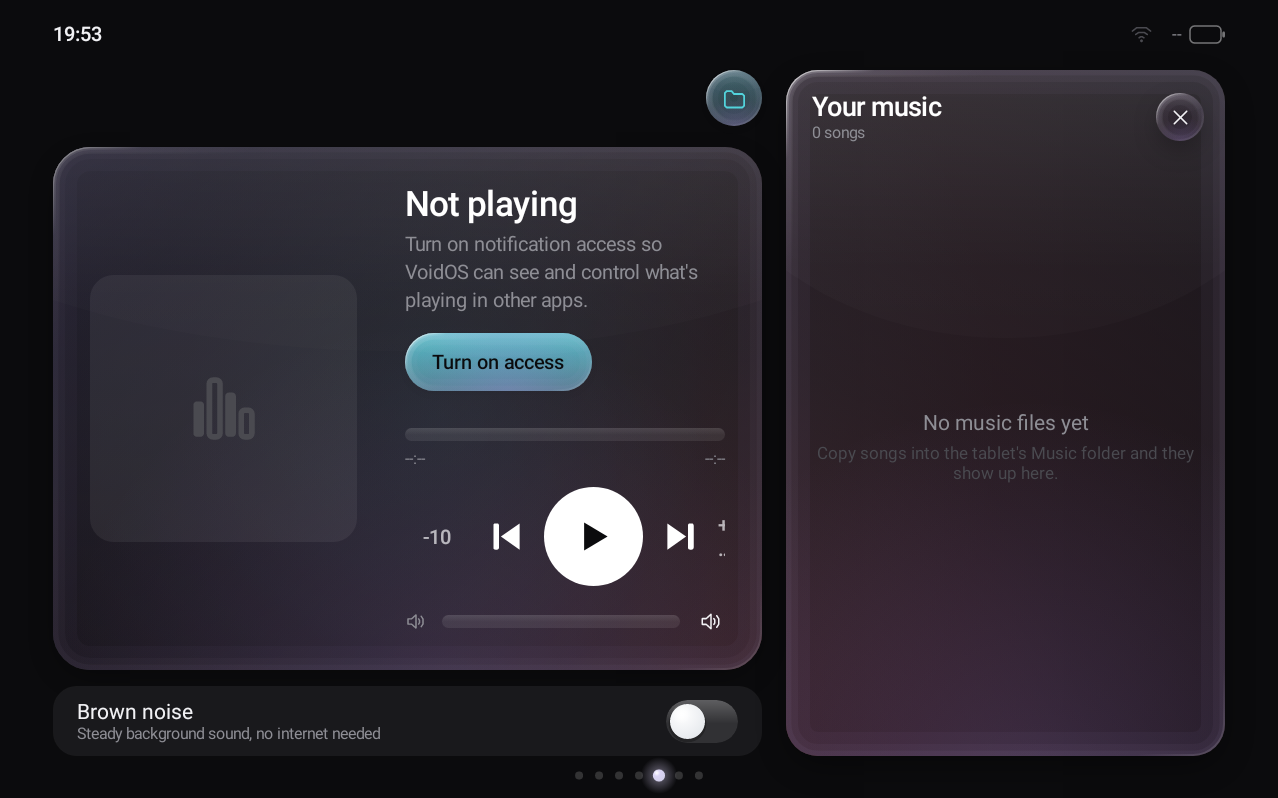 19:53
--
Your music
0 songs
Not playing
Turn on notification access so
VoidOS can see and control what's
playing in other apps.
Turn on access
--:--
--:--
-10
No music files yet
Copy songs into the tablet's Music folder and they
show up here.
Brown noise
Steady background sound, no internet needed